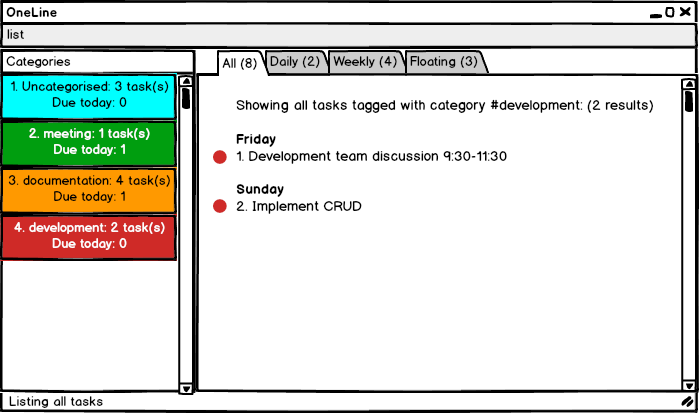 OneLine
list
Categories
1. Uncategorised: 3 task(s)
Due today: 0
2. meeting: 1 task(s)
Due today: 1
3. documentation: 4 task(s)
Due today: 1
4. development: 2 task(s)
Due today: 0
All (8)
Daily (2)
Weekly (4)
Floating (3)
Showing all tasks tagged with category #development: (2 results)
Friday
1. Development team discussion 9:30-11:30
Sunday
2. Implement CRUD
Listing all tasks